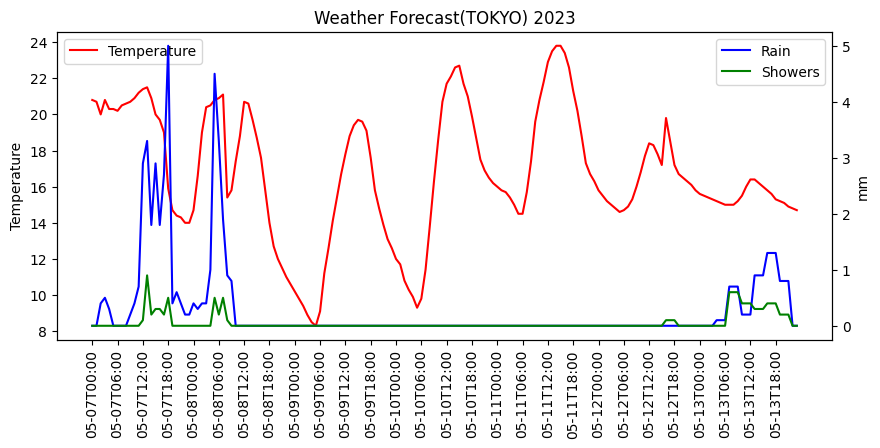 Weather Forecast(TOKYO) 2023
Temperature
Rain
Showers
Temperature
24
22
20
18
16
14
12
10
8
mm
5
4
3
2
1
0
05-07T00:00
05-07T06:00
05-07T12:00
05-07T18:00
05-08T00:00
05-08T06:00
05-08T12:00
05-08T18:00
05-09T00:00
05-09T06:00
05-09T12:00
05-09T18:00
05-10T00:00
05-10T06:00
05-10T12:00
05-10T18:00
05-11T00:00
05-11T06:00
05-11T12:00
05-11T18:00
05-12T00:00
05-12T06:00
05-12T12:00
05-12T18:00
05-13T00:00
05-13T06:00
05-13T12:00
05-13T18:00